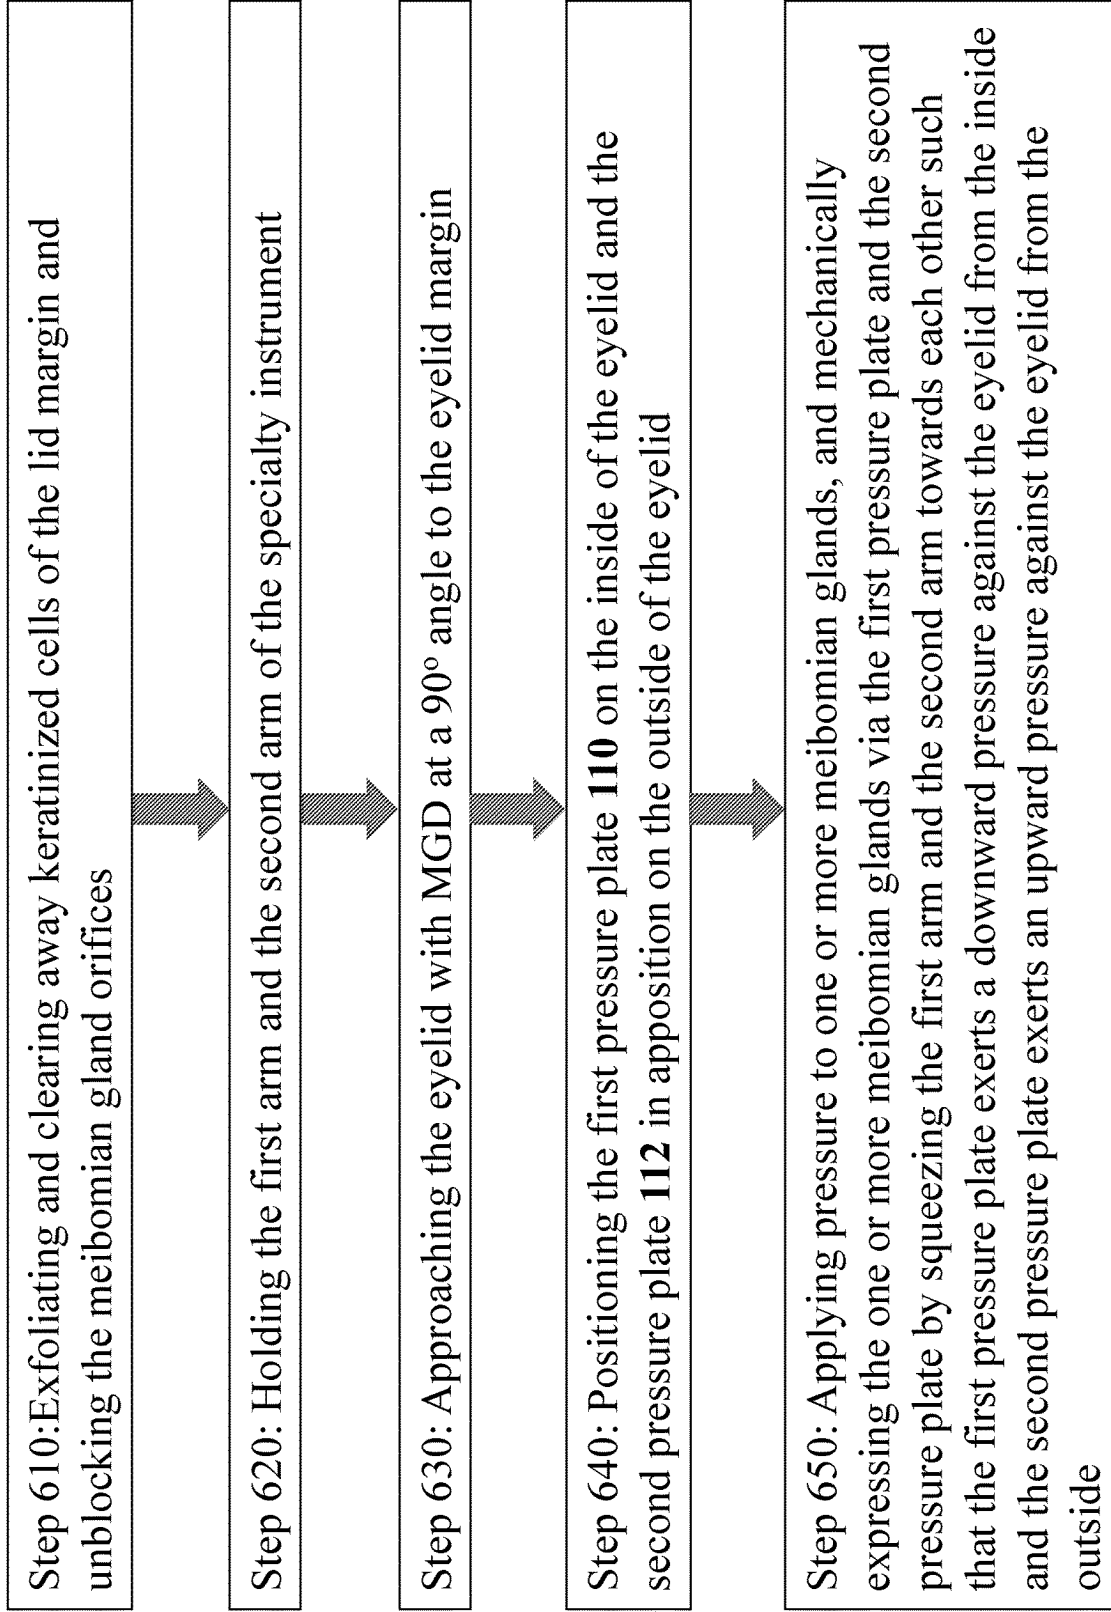 Step 610:Exfoliating and clearing away keratinized cells of the lid margin and
unblocking the meibomian gland orifices
Step 620: Holding the first arm and the second arm of the specialty instrument
Step 630: Approaching the eyelid with MGD at a 90° angle to the eyelid margin
Step 640: Positioning the first pressure plate 110 on the inside of the eyelid and the
second pressure plate 112 in apposition on the outside of the eyelid
Step 650: Applying pressure to one or more meibomian glands, and mechanically
expressing the one or more meibomian glands via the first pressure plate and the second
pressure plate by squeezing the first arm and the second arm towards each other such
that the first pressure plate exerts a downward pressure against the eyelid from the inside
and the second pressure plate exerts an upward pressure against the eyelid from the
outside